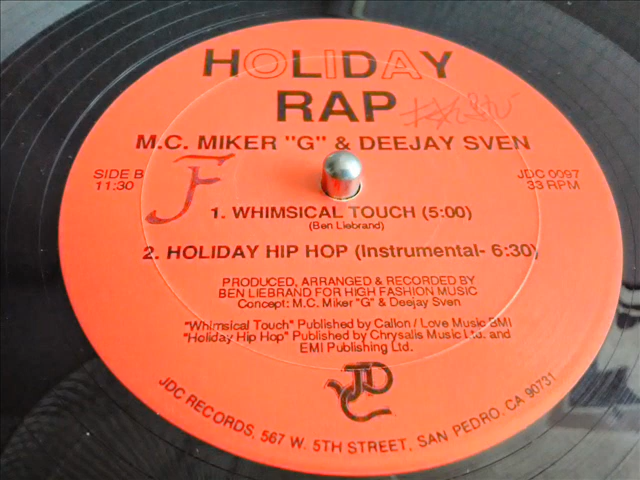 HOLIDAY
RAP
M.C. MIKER "G" & DEEJAY SVEN
SIDE B
11:30
JDC 0097
33 RPM
F
1. WHIMSICAL TOUCH (5:00)
(Ben Liebrand)
2. HOLIDAY HIP HOP (Instrumental- 6:30)
PRODUCED, ARRANGED & RECORDED BY
BEN LIEBRAND FOR HIGH FASHION MUSIC
Concept: M.C. Miker "G" & Deejay Sven
"Whimsical Touch" Published by Callon / Love Music BMI
"Holiday Hip Hop" Published by Chrysalis Music Ltd. and
EMI Publishing Ltd.
JDC
JDC RECORDS, 567 W. 5TH STREET, SAN PEDRO, CA 90731